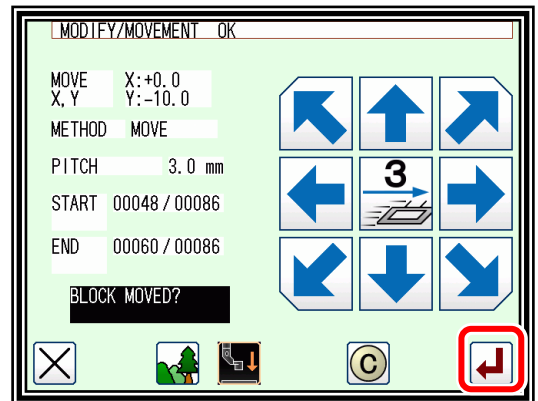 MODIFY/MOVEMENT OK
MOVE X:+0.0
X,Y Y:-10.0
METHOD MOVE
PITCH 3.0 mm
START 00048/00086
END 00060/00086
BLOCK MOVED?
3
C